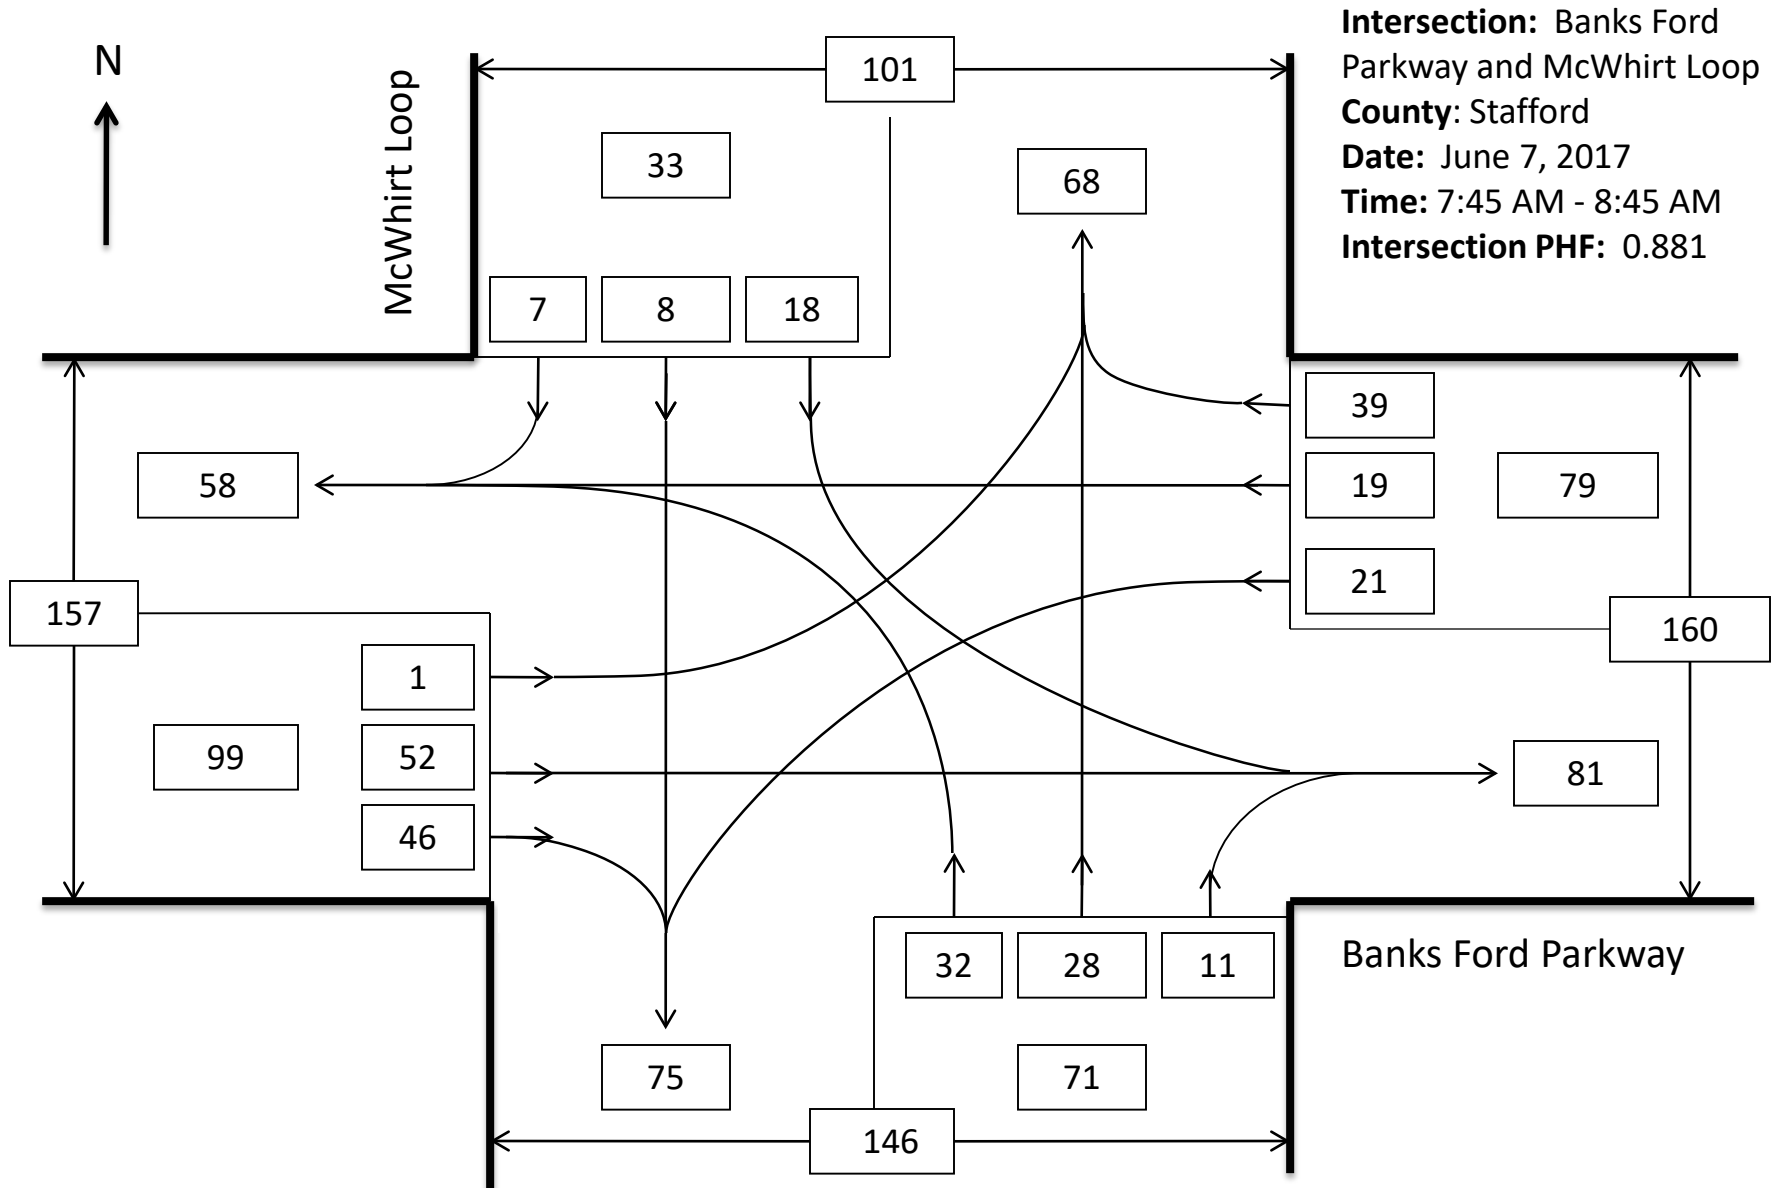 Intersection: Banks Ford
Parkway and McWhirt Loop
County: Stafford
Date: June 7, 2017
Time: 7:45 AM - 8:45 AM
Intersection PHF: 0.881
N
McWhirt Loop
101
33
68
7 8 18
39
58
19 79
21
157
160
1
99 52
81
46
32 28 11
Banks Ford Parkway
75
71
146